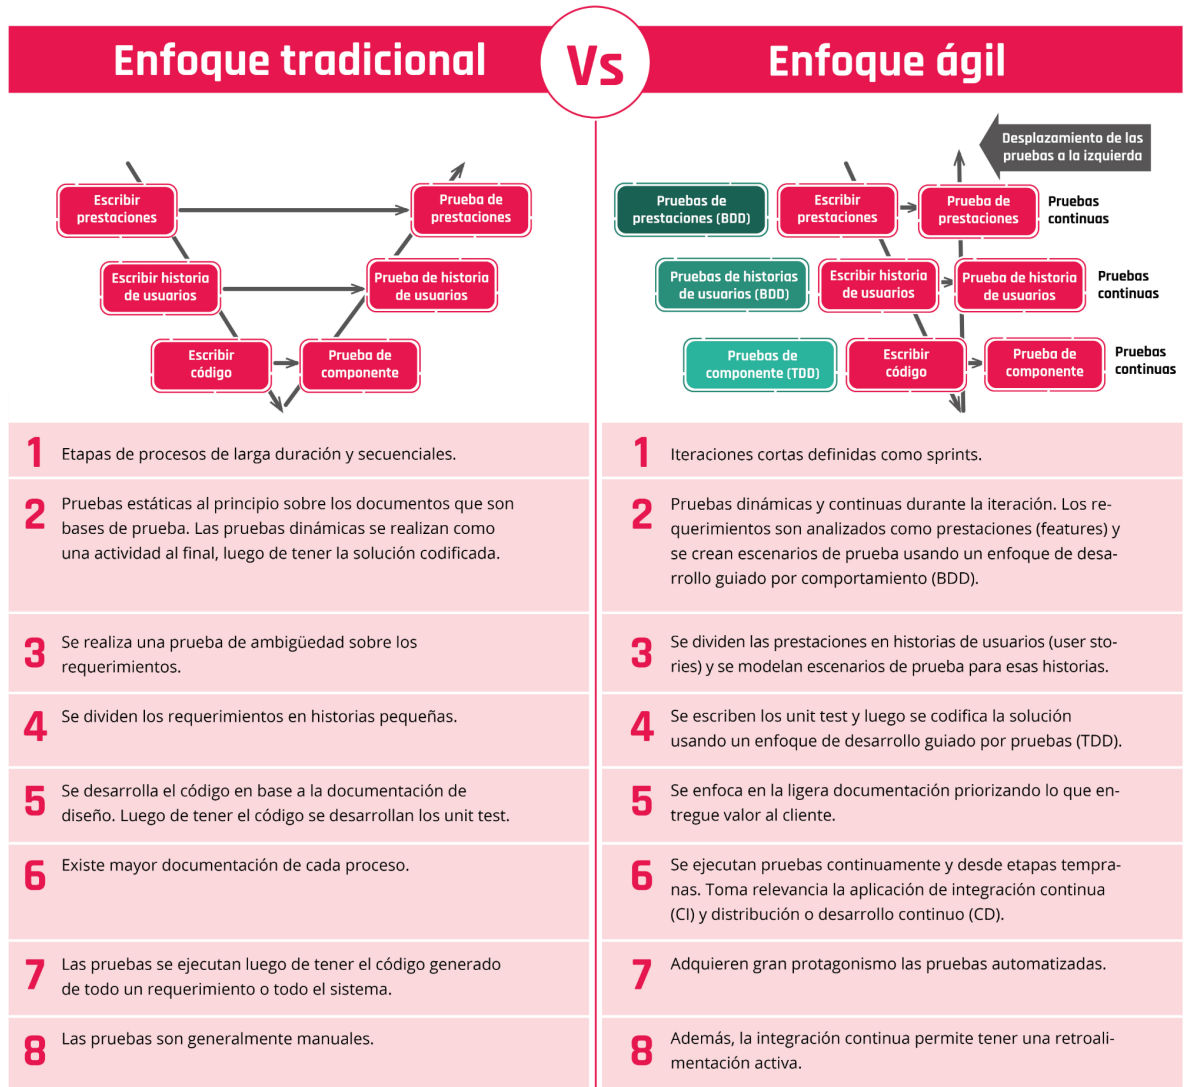 Enfoque tradicional
Vs
Enfoque ágil
Escribir
prestaciones
Prueba de
prestaciones
Escribir historia
de usuarios
Prueba de historia
de usuarios
Escribir
código
Prueba de
componente
Desplazamiento de las
pruebas a la izquierda
Pruebas de
prestaciones (BDD)
Escribir
prestaciones
Prueba de
prestaciones
Pruebas
continuas
Pruebas de historias
de usuarios (BDD)
Escribir historia
de usuarios
Prueba de historia
de usuarios
Pruebas
continuas
Pruebas de
componente (TDD)
Escribir
código
Prueba de
componente
Pruebas
continuas
1 Etapas de procesos de larga duración y secuenciales.
2 Pruebas estáticas al principio sobre los documentos que son
bases de prueba. Las pruebas dinámicas se realizan como
una actividad al final, luego de tener la solución codificada.
3 Se realiza una prueba de ambigüedad sobre los
requerimientos.
4 Se dividen los requerimientos en historias pequeñas.
5 Se desarrolla el código en base a la documentación de
diseño. Luego de tener el código se desarrollan los unit test.
6 Existe mayor documentación de cada proceso.
7 Las pruebas se ejecutan luego de tener el código generado
de todo un requerimiento o todo el sistema.
8 Las pruebas son generalmente manuales.
1 Iteraciones cortas definidas como sprints.
2 Pruebas dinámicas y continuas durante la iteración. Los re-
querimientos son analizados como prestaciones (features) y
se crean escenarios de prueba usando un enfoque de desa-
rrollo guiado por comportamiento (BDD).
3 Se dividen las prestaciones en historias de usuarios (user sto-
ries) y se modelan escenarios de prueba para esas historias.
4 Se escriben los unit test y luego se codifica la solución
usando un enfoque de desarrollo guiado por pruebas (TDD).
5 Se enfoca en la ligera documentación priorizando lo que en-
tregue valor al cliente.
6 Se ejecutan pruebas continuamente y desde etapas tempra-
nas. Toma relevancia la aplicación de integración continua
(CI) y distribución o desarrollo continuo (CD).
7 Adquieren gran protagonismo las pruebas automatizadas.
8 Además, la integración continua permite tener una retroali-
mentación activa.